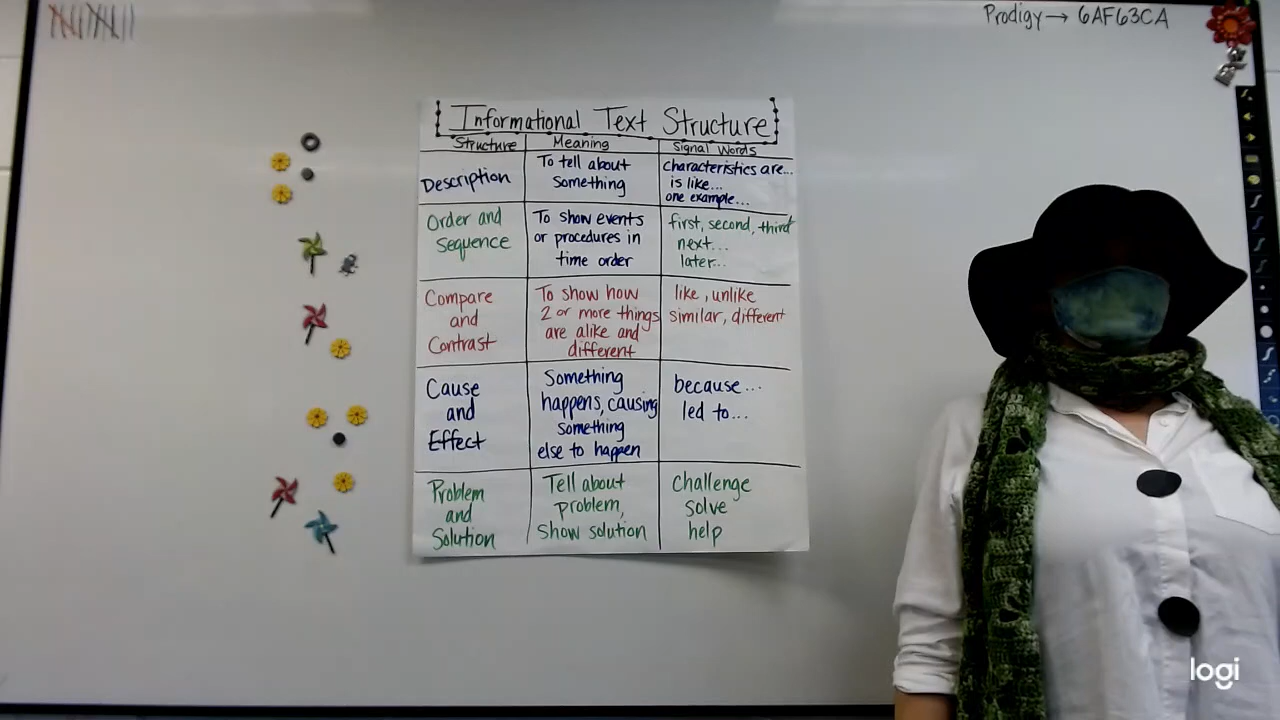 Prodigy→ 6AF63CA
Informational Text Structure
Structure Meaning Signal Words
Description
To tell about
something
Characteristics are...
is like...
one example...
Order and
Sequence
To show events
or procedures in
time order
first, second, third
next...
later...
Compare
and
Contrast
To show how
2 or more things
are alike and
different
like, unlike
similar, different
Cause
and
Effect
Something
happens, causing
something
else to happen
because...
led to...
Problem
and
Solution
Tell about
problem,
show solution
Challenge
solve
help
logi